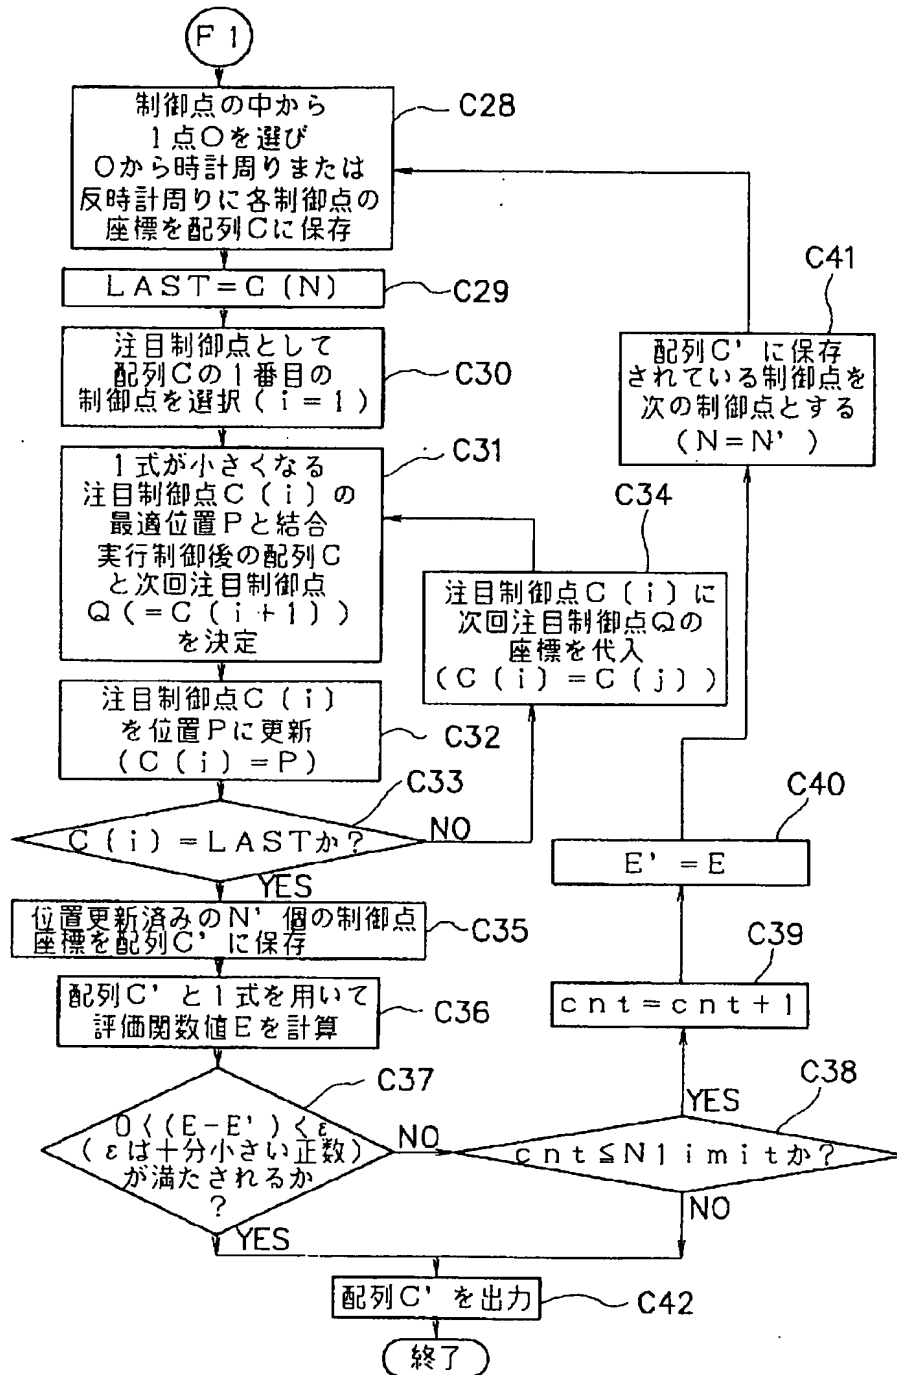 F1
制御点の中から
1点Oを選び
Oから時計周りまたは
反時計周りに各制御点の
座標を配列Cに保存
C28
LAST=C(N)
C29
注目制御点として
配列Cの1番目の
制御点を選択(i=1)
C30
1式が小さくなる
注目制御点C(i)の
最適位置Pと結合
実行制御後の配列C
と次回注目制御点
Q(=C(i+1))
を決定
C31
注目制御点C(i)
を位置Pに更新
(C(i)=P)
C32
C(i)=LASTか?
C33
NO
YES
注目制御点C(i)に
次回注目制御点Qの
座標を代入
(C(i)=C(j))
C34
位置更新済みのN'個の制御点
座標を配列C'に保存
C35
配列C'と1式を用いて
評価関数値Eを計算
C36
0<(E-E')<ε
(εは十分小さい正数)
が満たされるか
?
C37
NO
YES
cnt≦Nlimitか?
C38
YES
NO
cnt=cnt+1
C39
E'=E
C40
配列C'に保存
されている制御点を
次の制御点とする
(N=N')
C41
配列C'を出力
C42
終了